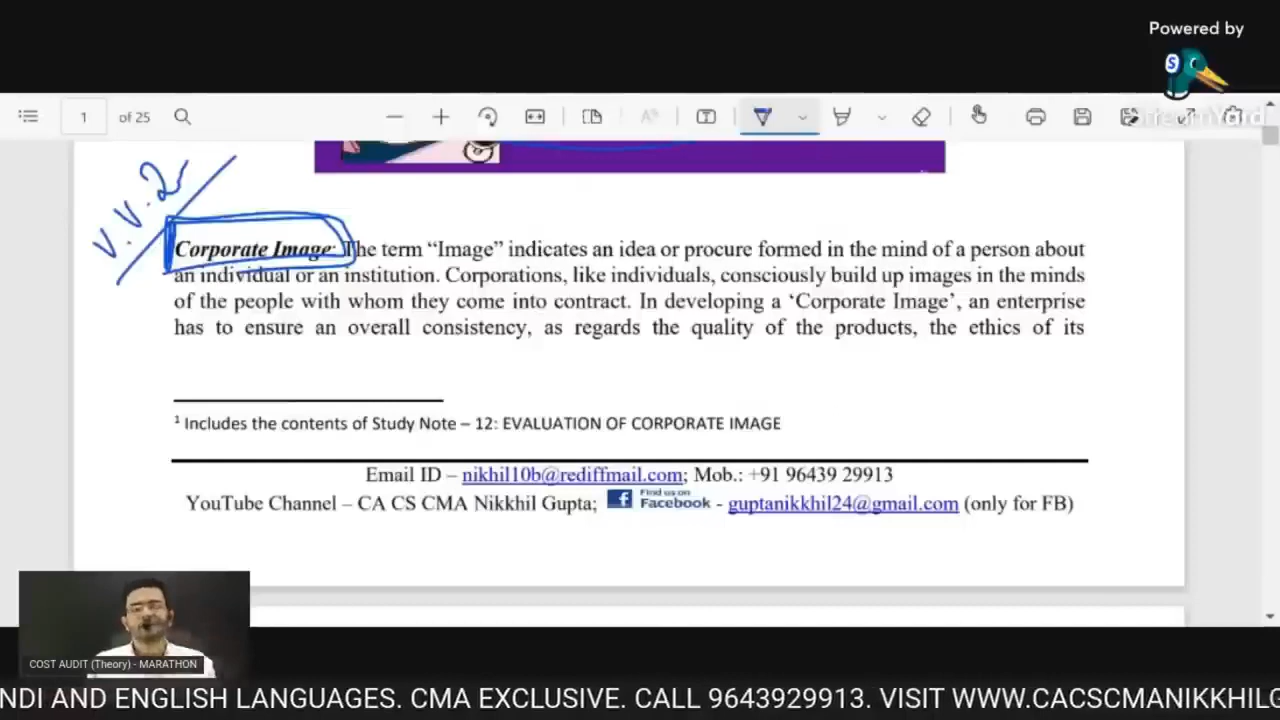 Powered by
S
StreamYard
1 of 25
V.V.2
Corporate Image: The term “Image” indicates an idea or procure formed in the mind of a person about
an individual or an institution. Corporations, like individuals, consciously build up images in the minds
of the people with whom they come into contract. In developing a ‘Corporate Image’, an enterprise
has to ensure an overall consistency, as regards the quality of the products, the ethics of its
1 Includes the contents of Study Note – 12: EVALUATION OF CORPORATE IMAGE
Email ID – nikhil10b@rediffmail.com; Mob.: +91 96439 29913
YouTube Channel – CA CS CMA Nikkhil Gupta; Find us on Facebook - guptanikkhil24@gmail.com (only for FB)
COST AUDIT (Theory) - MARATHON
NDI AND ENGLISH LANGUAGES. CMA EXCLUSIVE. CALL 9643929913. VISIT WWW.CACSCMANIKKHILG